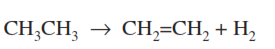 CH₃CH₃ → CH₂=CH₂ + H₂